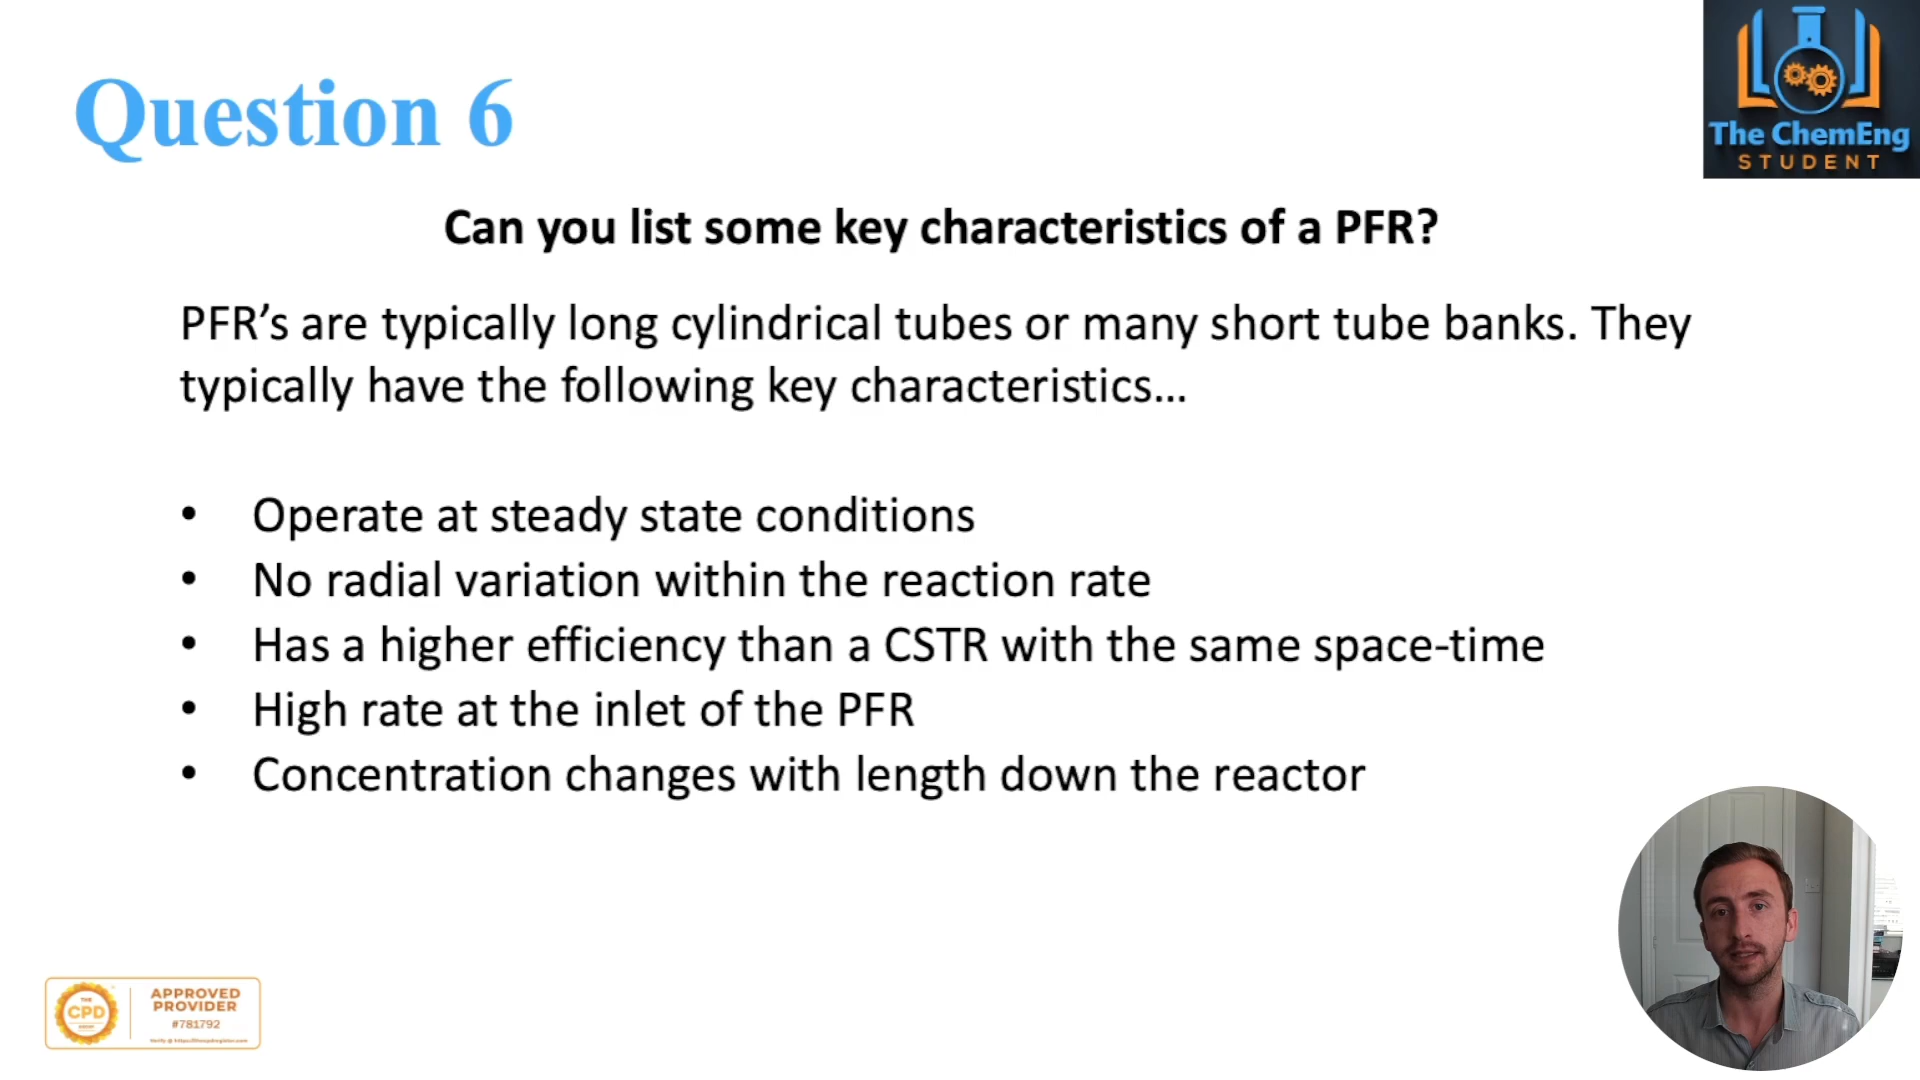 Question 6
The ChemEng
STUDENT
Can you list some key characteristics of a PFR?
PFR’s are typically long cylindrical tubes or many short tube banks. They
typically have the following key characteristics...
• Operate at steady state conditions
• No radial variation within the reaction rate
• Has a higher efficiency than a CSTR with the same space-time
• High rate at the inlet of the PFR
• Concentration changes with length down the reactor
THE
CPD
APPROVED
PROVIDER
#781792